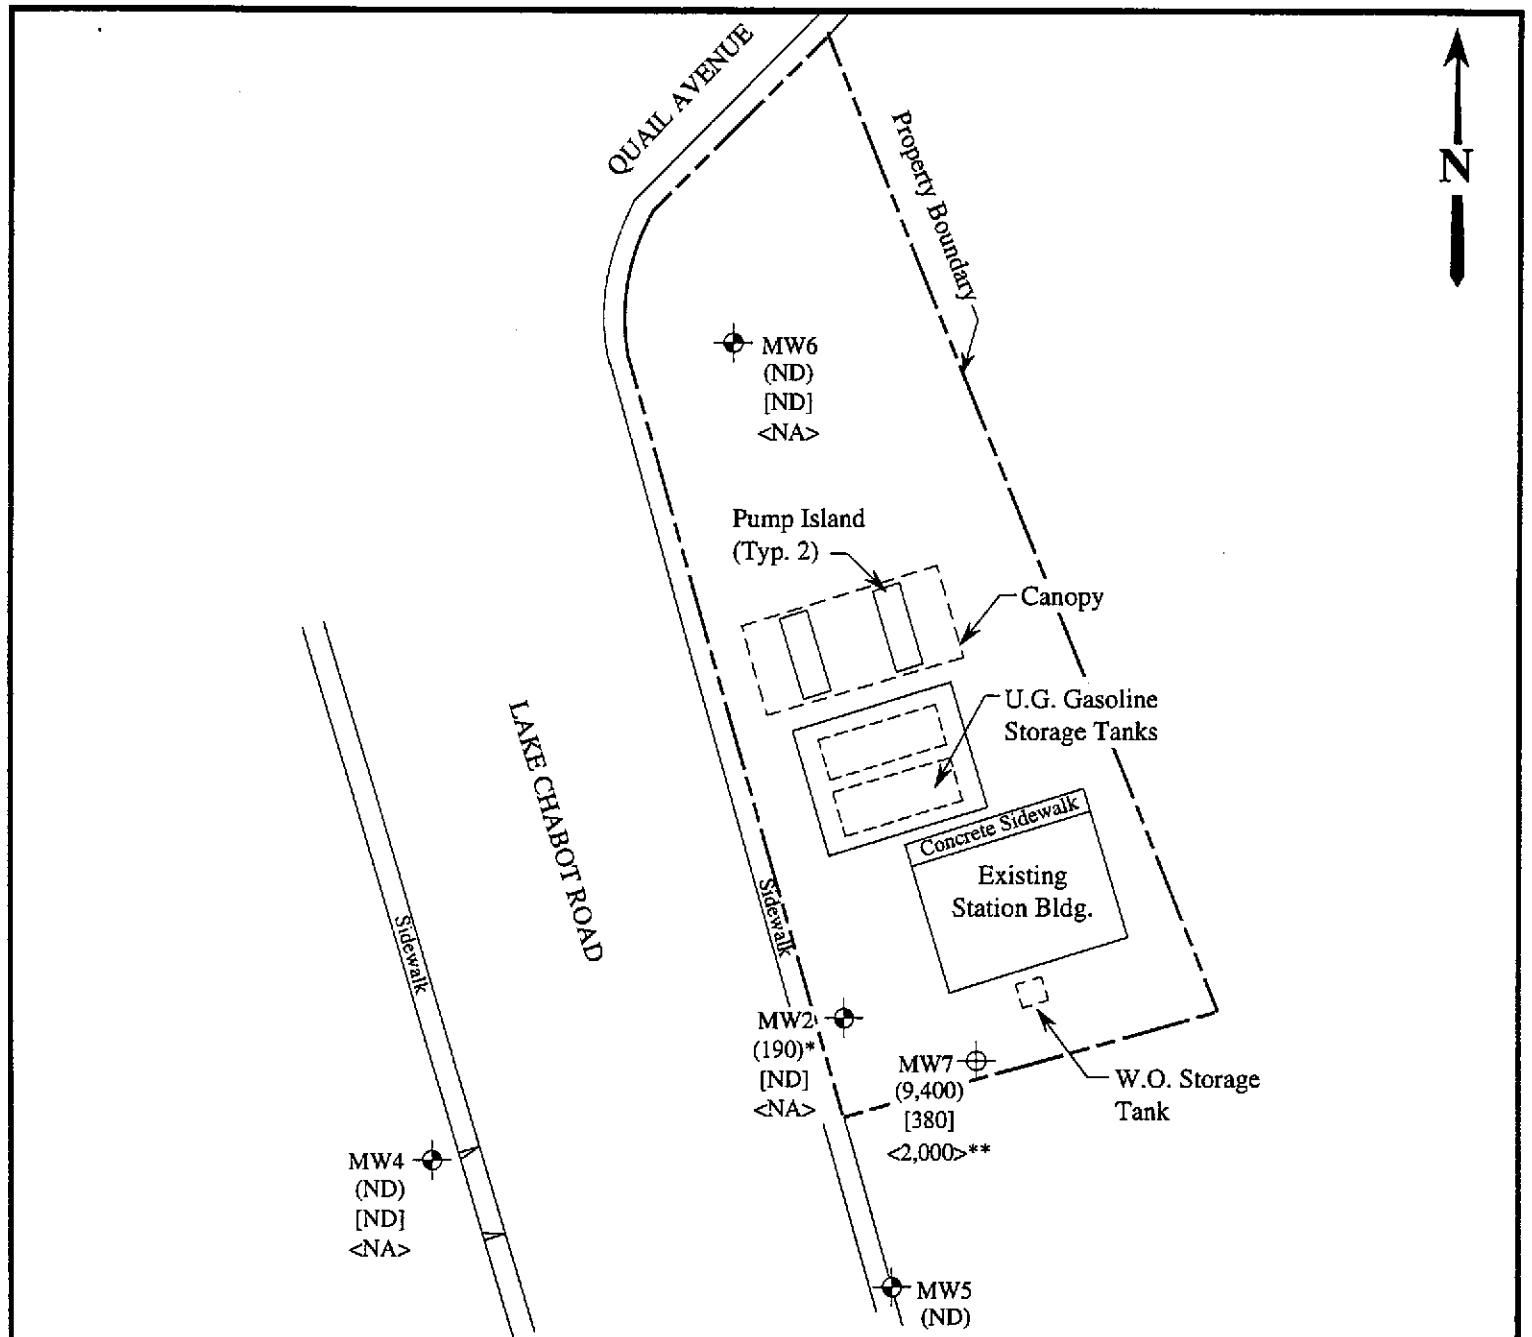 QUAIL AVENUE
N
Property Boundary
MW6
(ND)
[ND]
<NA>
Pump Island
(Typ. 2)
Canopy
U.G. Gasoline
Storage Tanks
LAKE CHABOT ROAD
Concrete Sidewalk
Existing
Station Bldg.
Sidewalk
Sidewalk
MW2
(190)*
[ND]
<NA>
MW7
(9,400)
[380]
<2,000>**
W.O. Storage
Tank
MW4
(ND)
[ND]
<NA>
MW5
(ND)